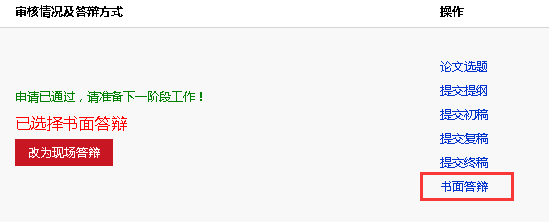 审核情况及答辩方式
操作
申请已通过，请准备下一阶段工作！
已选择书面答辩
改为现场答辩
论文选题
提交提纲
提交初稿
提交复稿
提交终稿
书面答辩